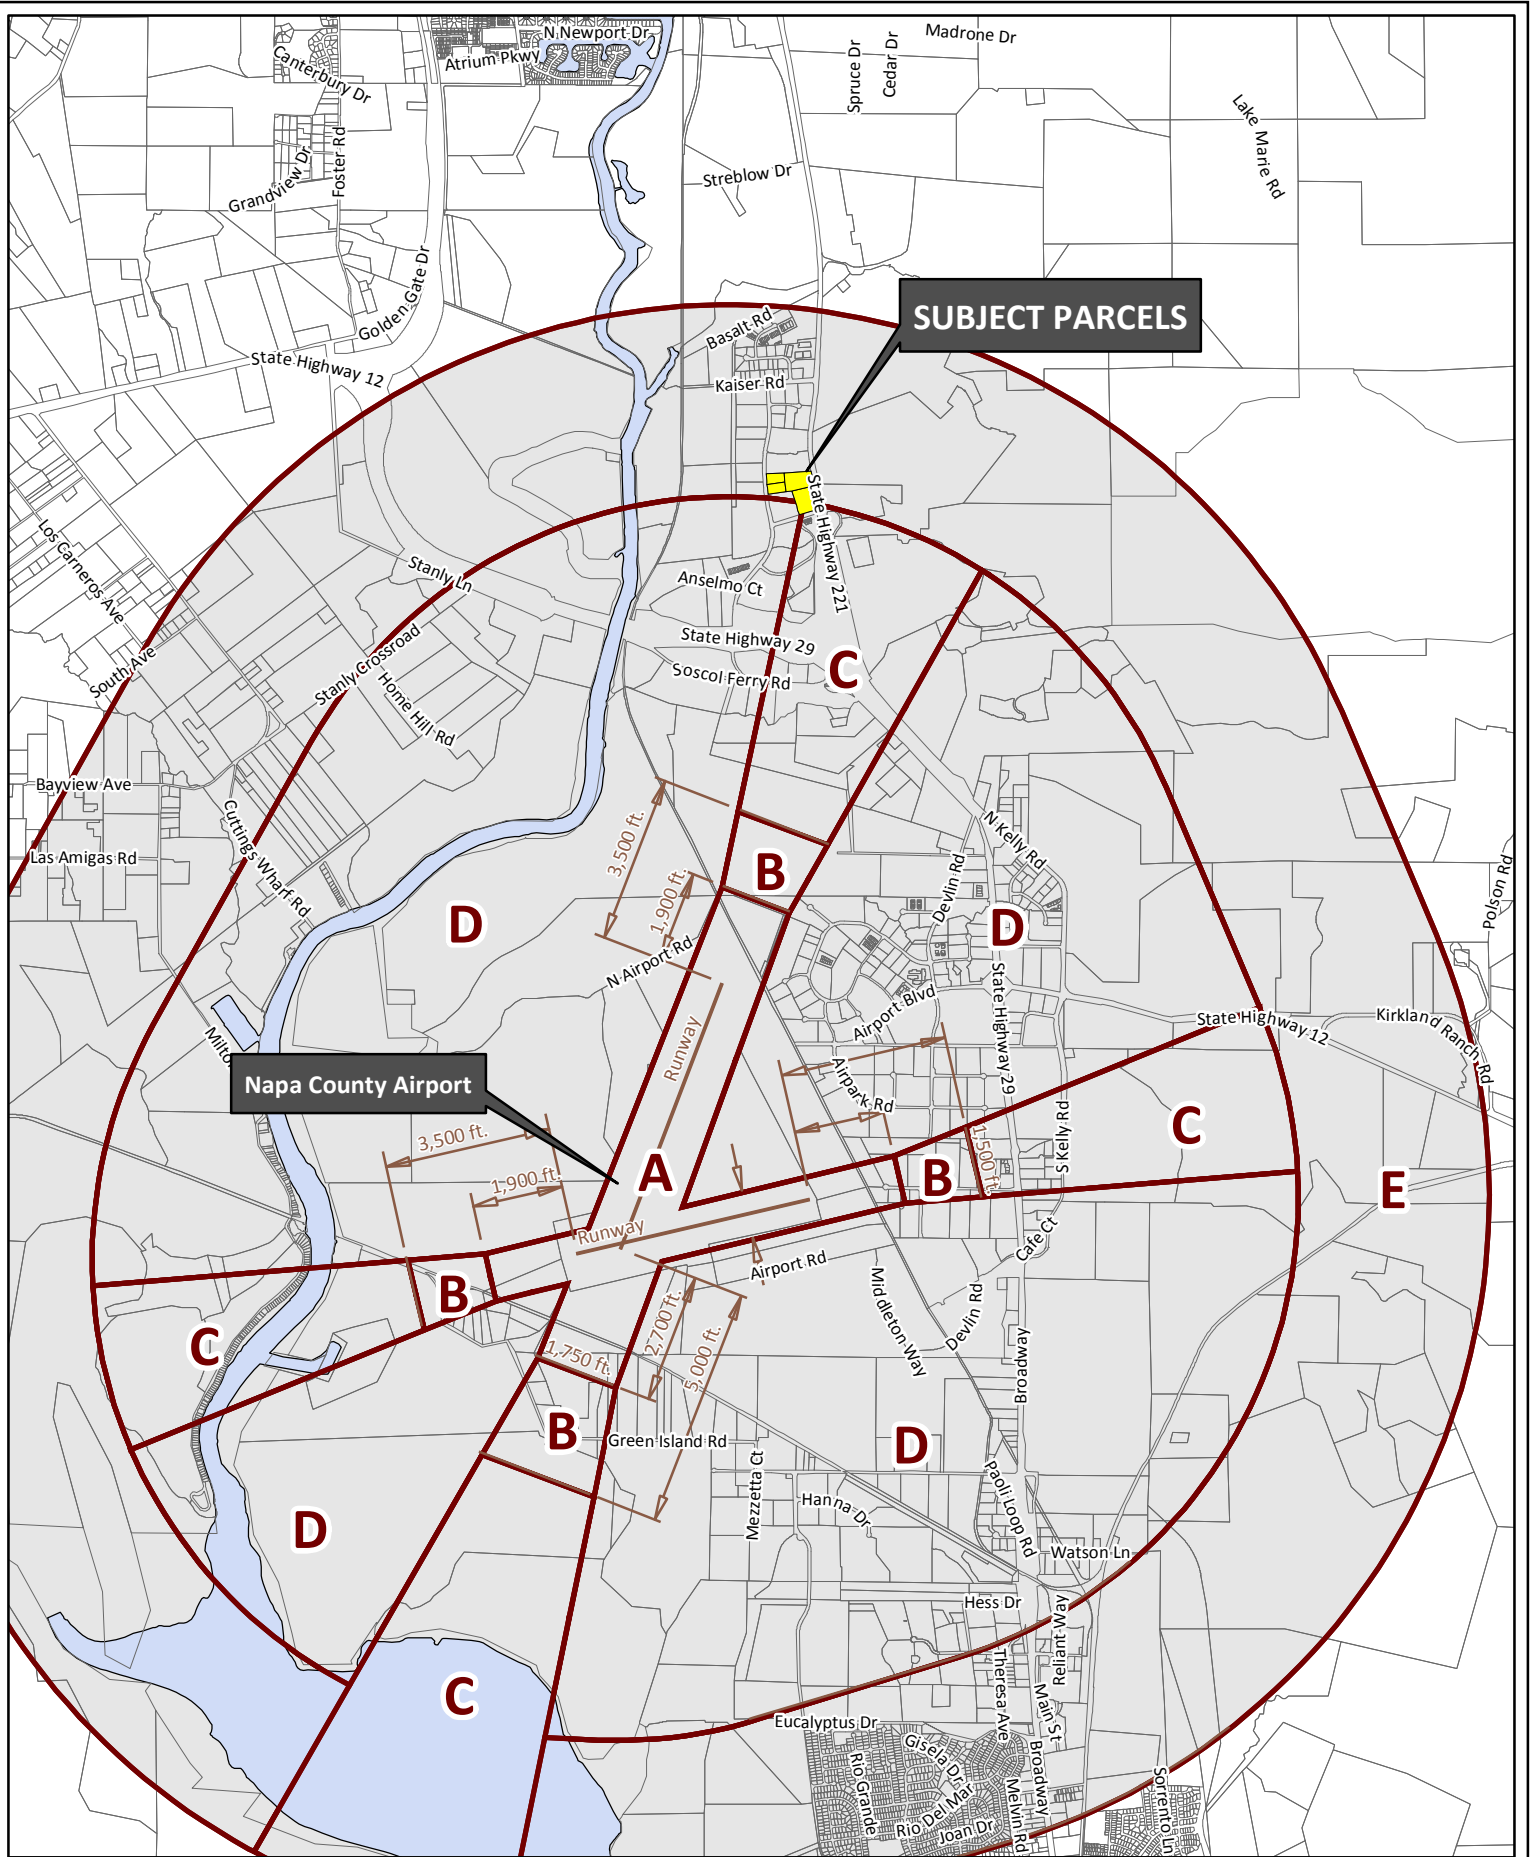 N Newport Dr
Madrone Dr
Atrium Pkwy
Canterbury Dr
Spruce Dr
Cedar Dr
Lake Marie Rd
Foster Rd
Grandview Dr
Streblow Dr
Golden Gate Dr
SUBJECT PARCELS
Basalt Rd
State Highway 12
Kaiser Rd
State Highway 221
Los Carneros Ave
Stanly Ln
Anselmo Ct
State Highway 29
South Ave
Stanly Crossroad
Soscol Ferry Rd
C
Home Hill Rd
Bayview Ave
Cuttings Wharf Rd
3,500 ft.
N Kelly Rd
Las Amigas Rd
B
1,900 ft.
Devlin Rd
Polson Rd
D
D
N Airport Rd
State Highway 29
Airport Blvd
State Highway 12
Kirkland Ranch Rd
Milto
Runway
Napa County Airport
Airpark Rd
S Kelly Rd
C
3,500 ft.
1,500 ft.
A
B
E
1,900 ft.
Runway
Cafe Ct
Airport Rd
B
Middleton Way
Devlin Rd
C
2,700 ft.
5,000 ft.
1,750 ft.
Broadway
B
Green Island Rd
D
Mezzetta Ct
Hanna Dr
Paoli Loop Rd
D
Watson Ln
Hess Dr
Reliant Way
Theresa Ave
C
Main St
Eucalyptus Dr
Gisela Dr
Broadway
Rio Grande
Rio Del Mar
Melvin Rd
Joan Dr
Sorrento Ln